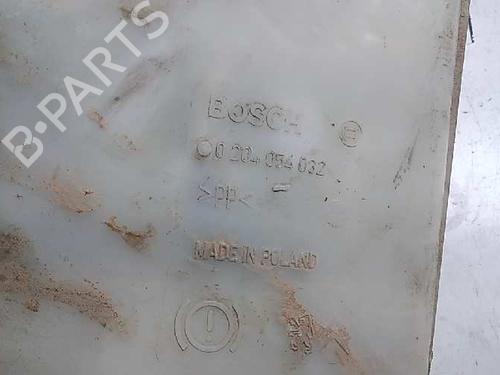 B-PARTS
BOSCH
0 204 054 032
>PP<
MADE IN POLAND